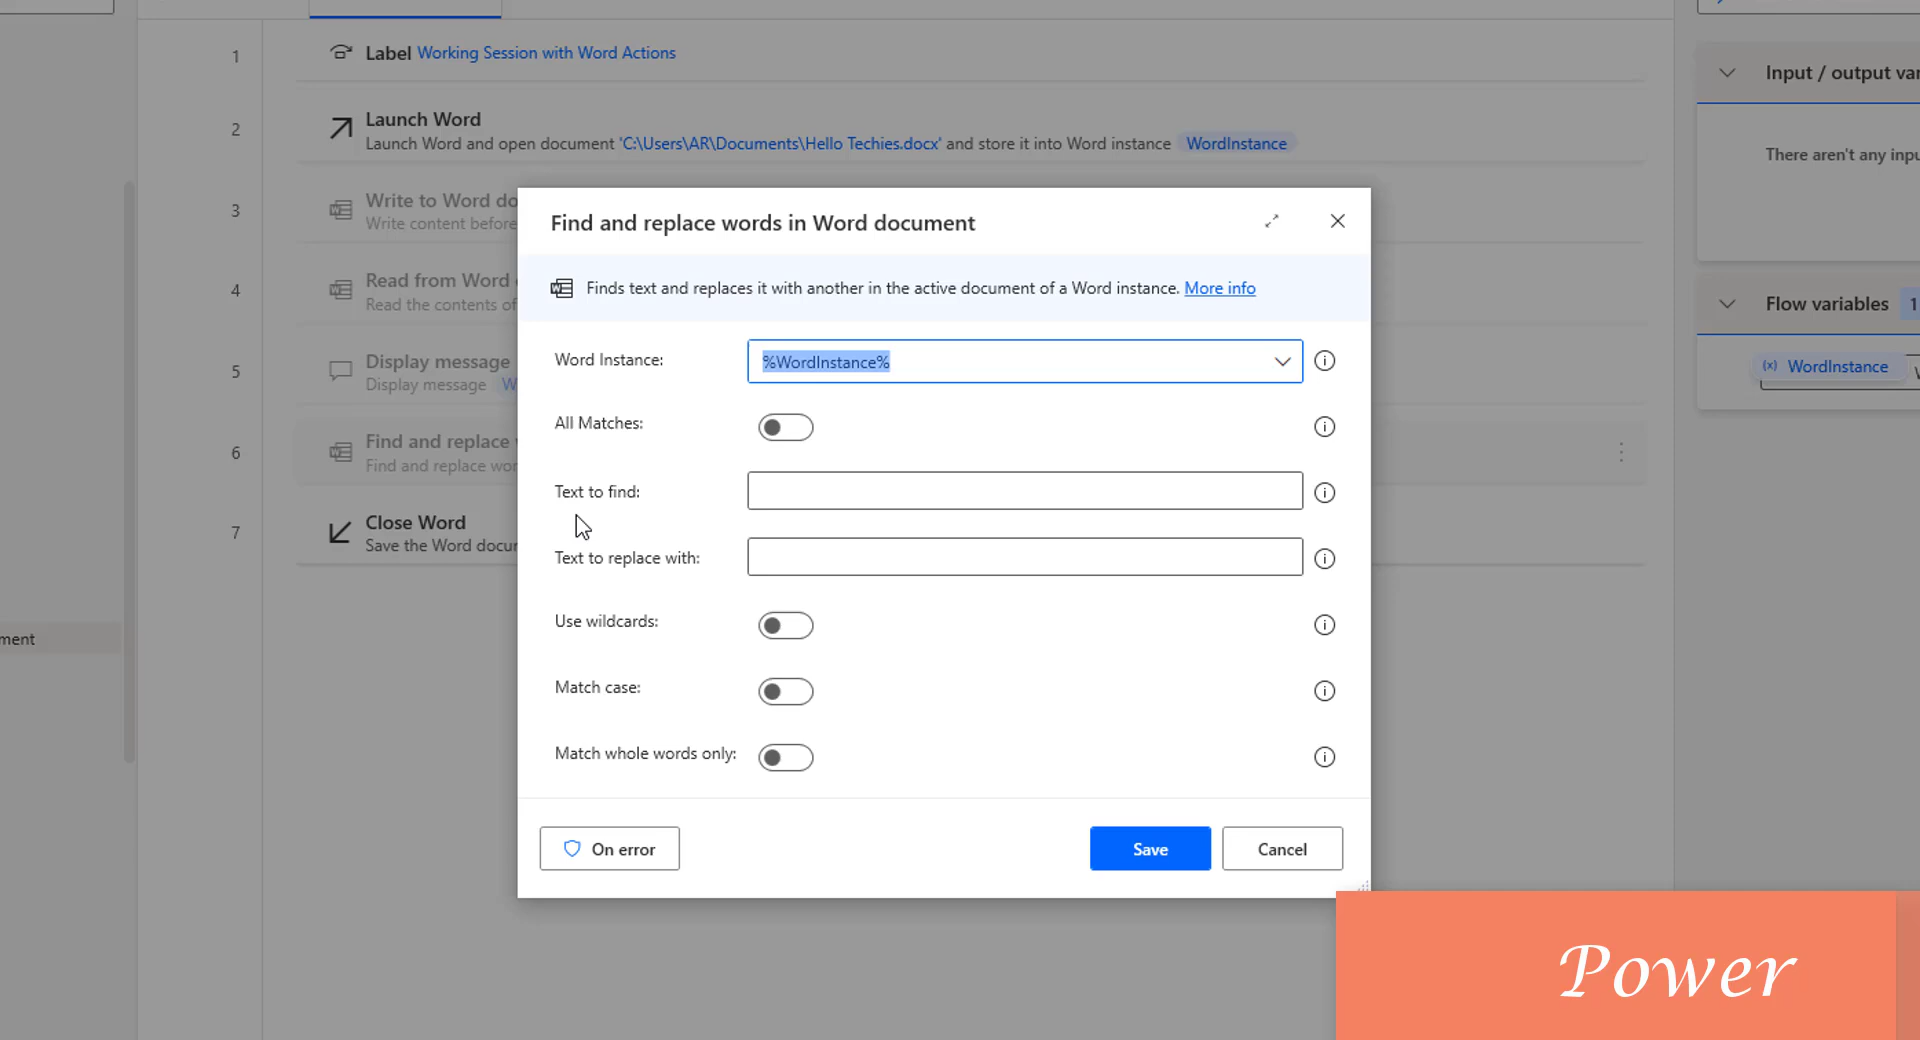 1
Label Working Session with Word Actions
2
Launch Word
Launch Word and open document 'C:\Users\AR\Documents\Hello Techies.docx' and store it into Word instance WordInstance
3
Write to Word do
Write content before
4
Read from Word
Read the contents of
5
Display message
Display message W
6
Find and replace
Find and replace wor
7
Close Word
Save the Word docu
ment
Find and replace words in Word document
Finds text and replaces it with another in the active document of a Word instance. More info
Word Instance: %WordInstance%
All Matches:
Text to find:
Text to replace with:
Use wildcards:
Match case:
Match whole words only:
On error
Save
Cancel
Input / output var
There aren't any inpu
Flow variables 1
(x) WordInstance
Power